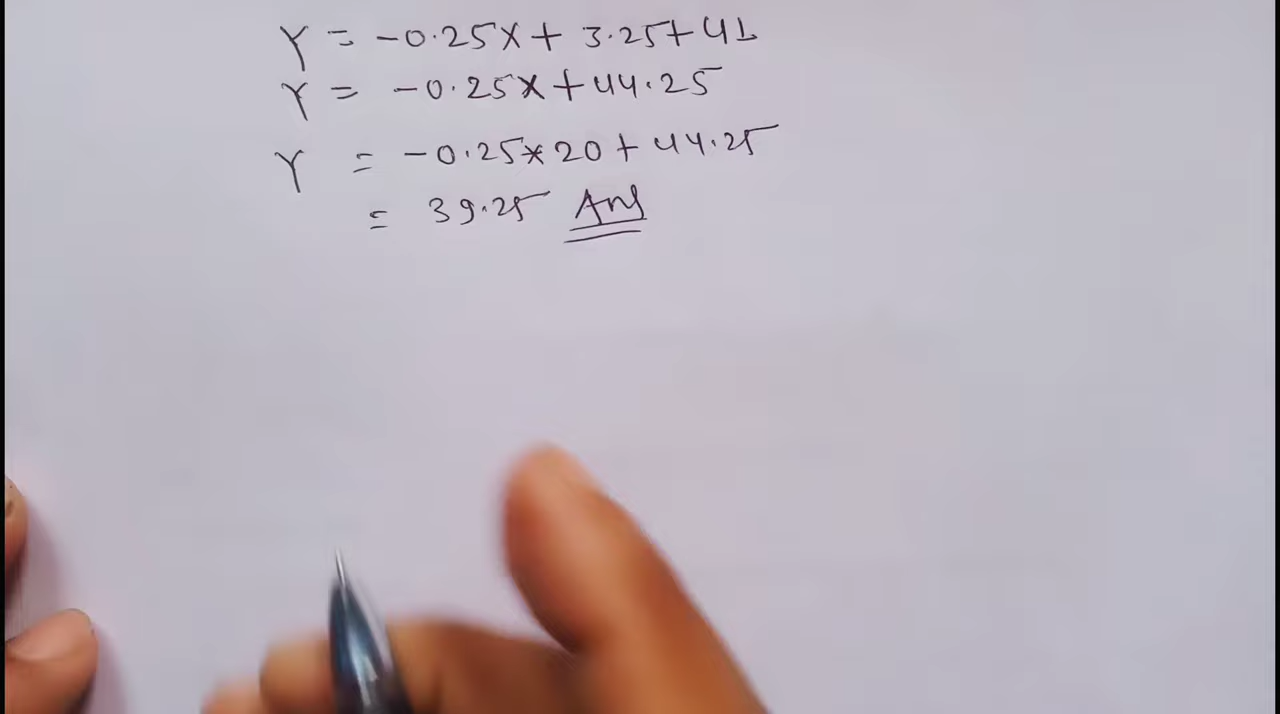 Y = -0.25X + 3.25 + 41
Y = -0.25X + 44.25
Y = -0.25*20 + 44.25
= 39.25 Ans